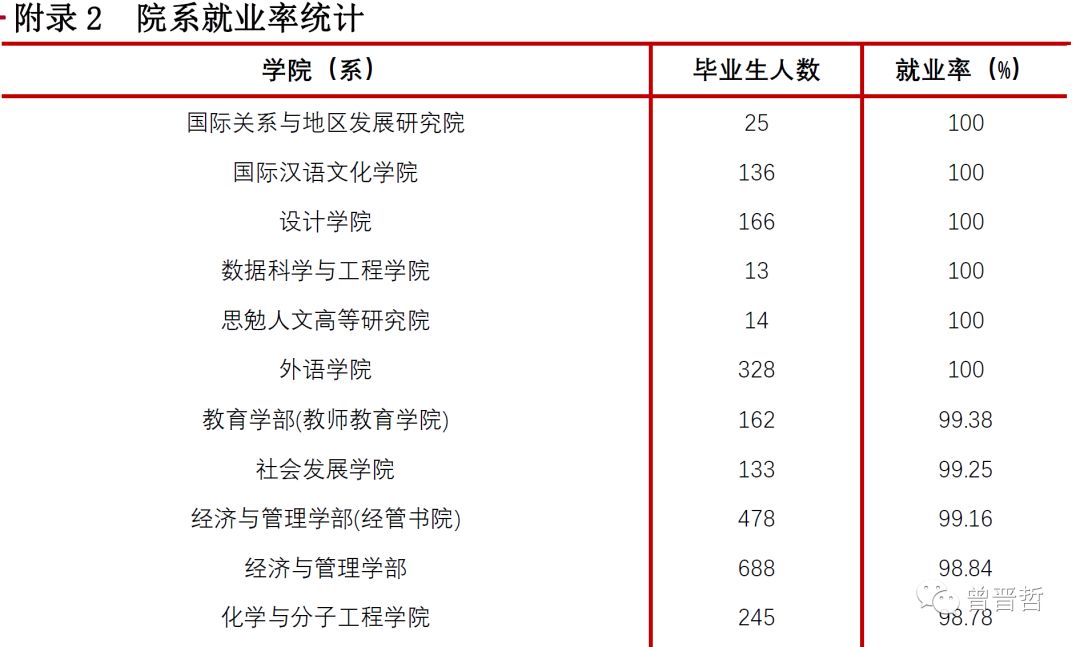 附录 2 院系就业率统计
学院（系） 毕业生人数 就业率（%）
国际关系与地区发展研究院 25 100
国际汉语文化学院 136 100
设计学院 166 100
数据科学与工程学院 13 100
思勉人文高等研究院 14 100
外语学院 328 100
教育学部(教师教育学院) 162 99.38
社会发展学院 133 99.25
经济与管理学部(经管书院) 478 99.16
经济与管理学部 688 98.84
曾晋哲
化学与分子工程学院 245 98.78